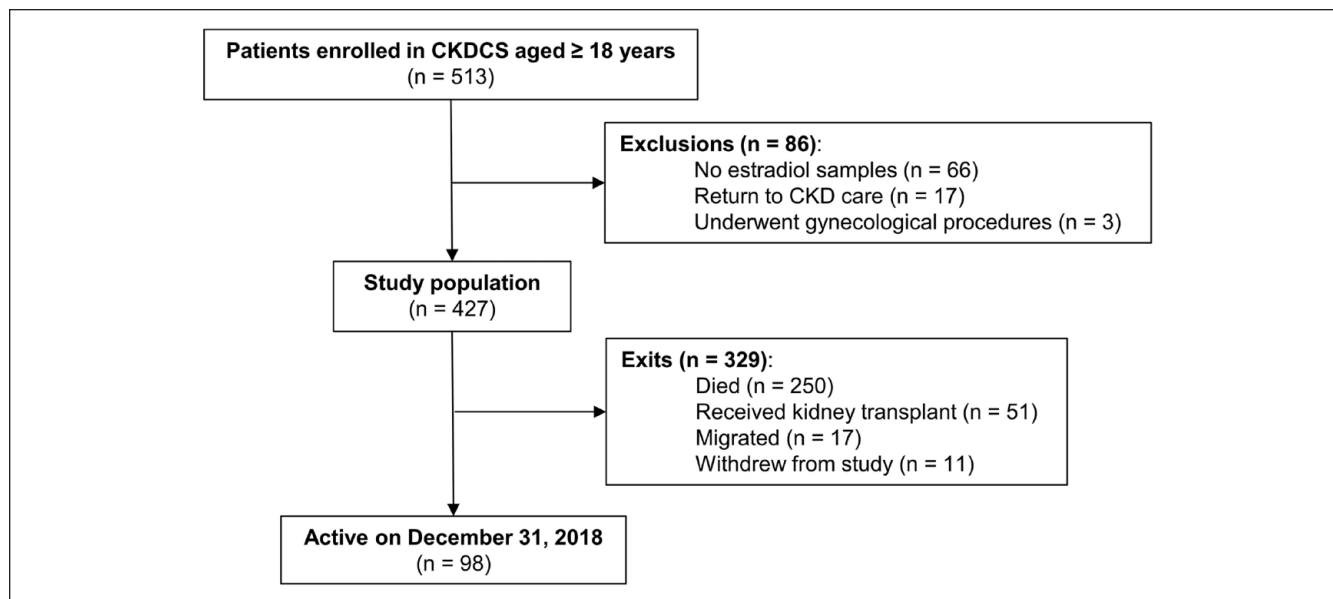 Patients enrolled in CKDCS aged ≥ 18 years
(n = 513)
Exclusions (n = 86):
No estradiol samples (n = 66)
Return to CKD care (n = 17)
Underwent gynecological procedures (n = 3)
Study population
(n = 427)
Exits (n = 329):
Died (n = 250)
Received kidney transplant (n = 51)
Migrated (n = 17)
Withdrew from study (n = 11)
Active on December 31, 2018
(n = 98)